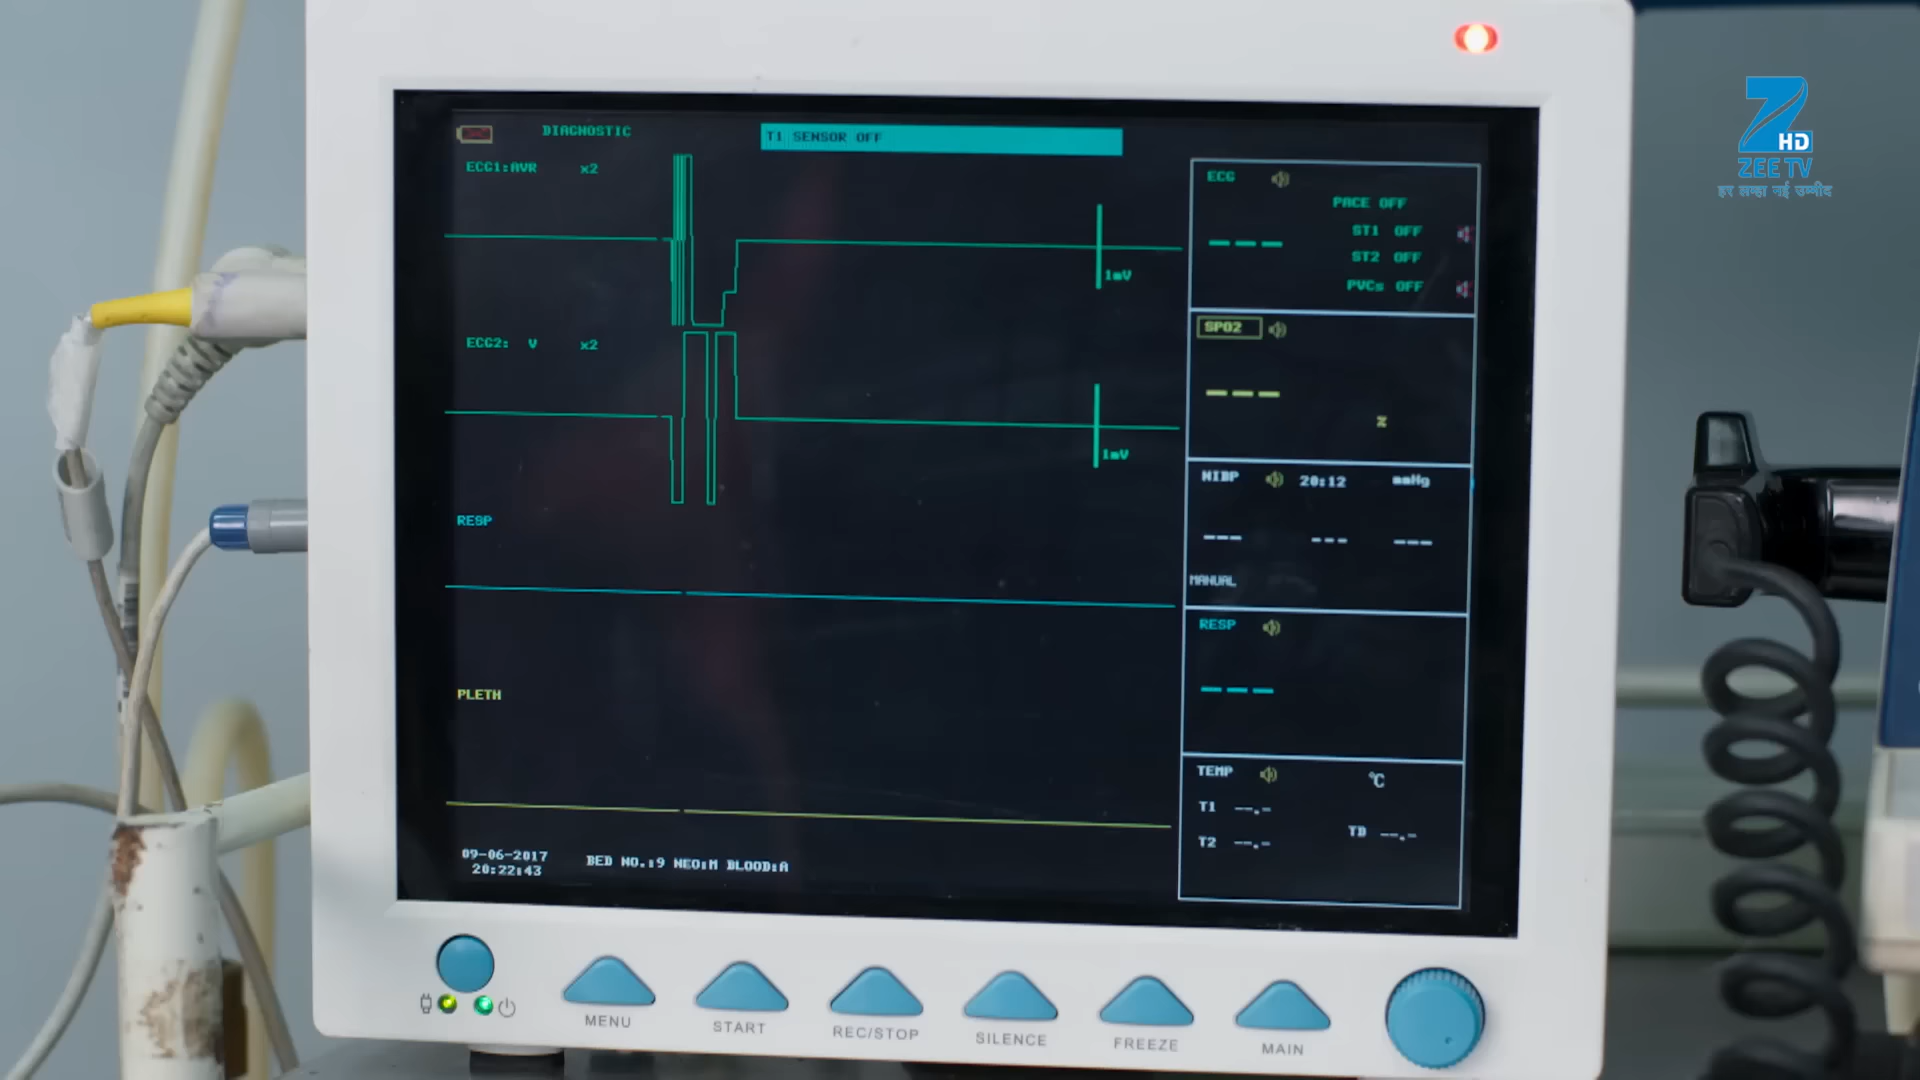 DIAGNOSTIC
T1 SENSOR OFF
ECG1:AVR x2
1mV
ECG2: V x2
1mV
RESP
PLETH
09-06-2017
20:22:43
BED NO.:9 NEO:M BLOOD:A
ECG
PACE OFF
ST1 OFF
ST2 OFF
PVCs OFF
SPO2
%
NIBP 20:12 mmHg
--- --- ---
MANUAL
RESP
---
TEMP °C
T1 --.-
T2 --.-
TD --.-
MENU
START
REC/STOP
SILENCE
FREEZE
MAIN
HD
ZEE TV
हर लम्हा नई उम्मीद